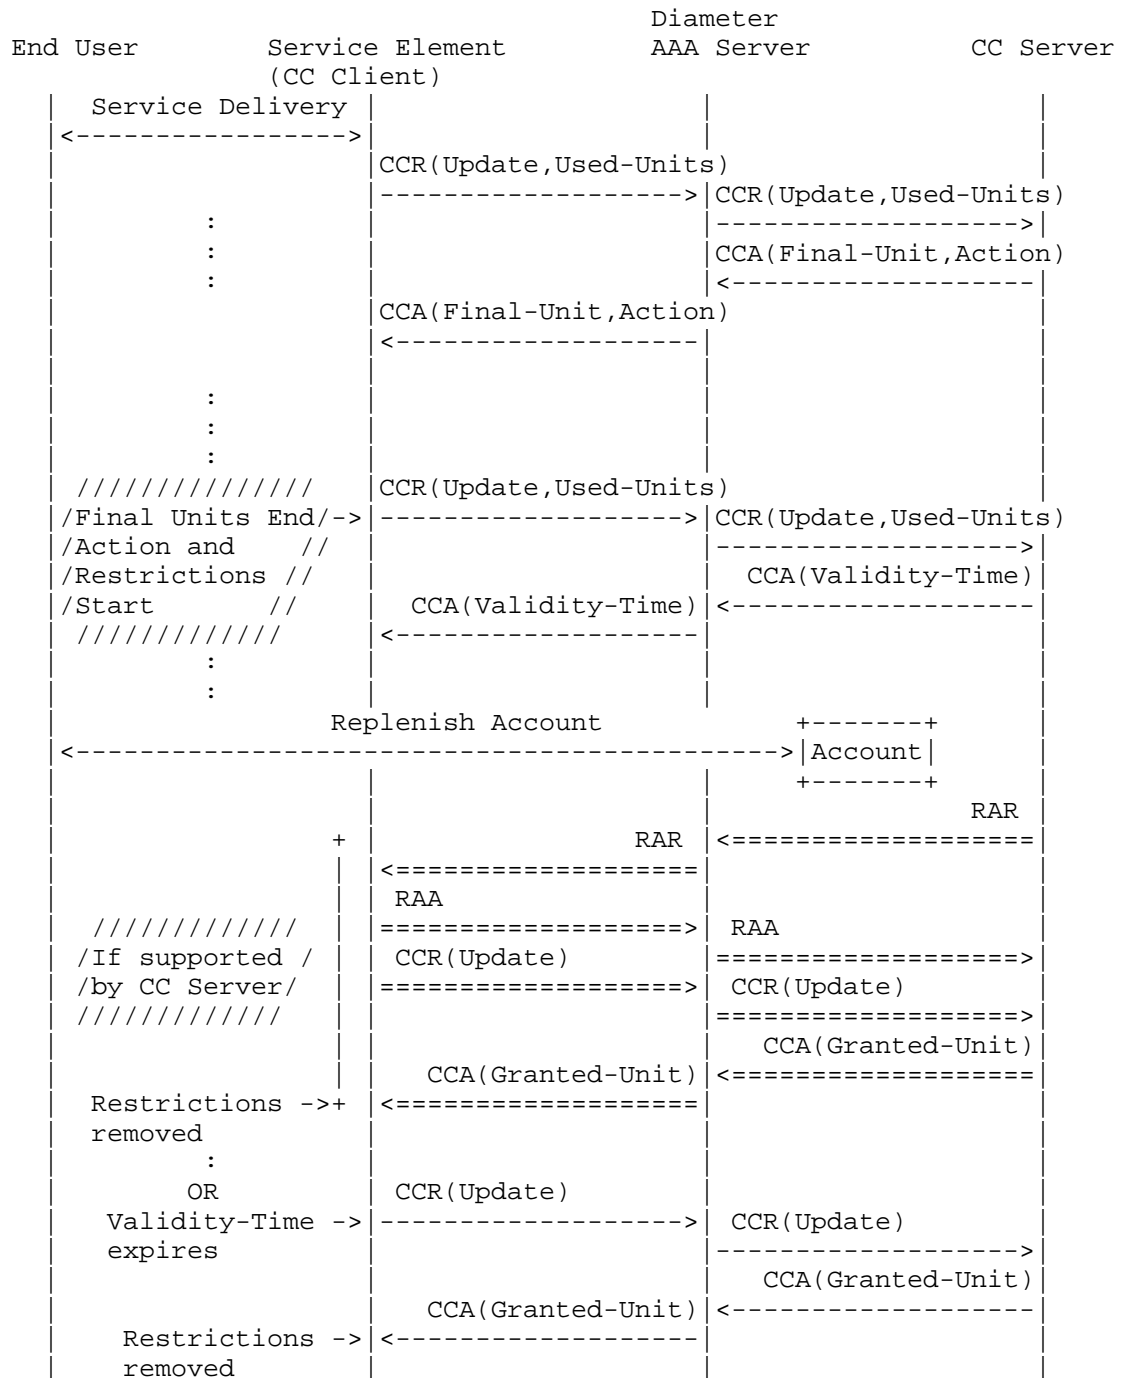 Diameter
End User        Service Element         AAA Server          CC Server
                (CC Client)
  |  Service Delivery |                    |                    |
  |<----------------->|                    |                    |
  |                   |CCR(Update,Used-Units)                   |
  |                   |------------------->|CCR(Update,Used-Units)
  |         :         |                    |------------------->|
  |         :         |                    |CCA(Final-Unit,Action)
  |         :         |                    |<-------------------|
  |                   |CCA(Final-Unit,Action)                   |
  |                   |<-------------------|                    |
  |                   |                    |                    |
  |         :         |                    |                    |
  |         :         |                    |                    |
  |         :         |                    |                    |
  | ///////////////   |CCR(Update,Used-Units)                   |
  |/Final Units End/->|------------------->|CCR(Update,Used-Units)
  |/Action and    //  |                    |------------------->|
  |/Restrictions //   |                    |  CCA(Validity-Time)|
  |/Start       //    |  CCA(Validity-Time)|<-------------------|
  | /////////////     |<-------------------|                    |
  |         :         |                    |                    |
  |         :         |                    |                    |
  |                 Replenish Account            +-------+      |
  |<-------------------------------------------->|Account|      |
  |                   |                    |     +-------+      |
  |                   |                    |                RAR |
  |                 + |                RAR |<===================|
  |                 | |<===================|                    |
  |                 | | RAA                |                    |
  |  /////////////  | |===================>| RAA                |
  | /If supported / | | CCR(Update)        |===================>|
  | /by CC Server/  | |===================>| CCR(Update)        |
  | /////////////   | |                    |===================>|
  |                 | |                    |   CCA(Granted-Unit)|
  |                 | |   CCA(Granted-Unit)|<===================|
  |  Restrictions ->+ |<===================|                    |
  |  removed          |                    |                    |
  |         :         |                    |                    |
  |        OR         | CCR(Update)        |                    |
  |   Validity-Time ->|------------------->| CCR(Update)        |
  |   expires         |                    |------------------->|
  |                   |                    |   CCA(Granted-Unit)|
  |                   |   CCA(Granted-Unit)|<-------------------|
  |    Restrictions ->|<-------------------|                    |
  |    removed        |                    |                    |